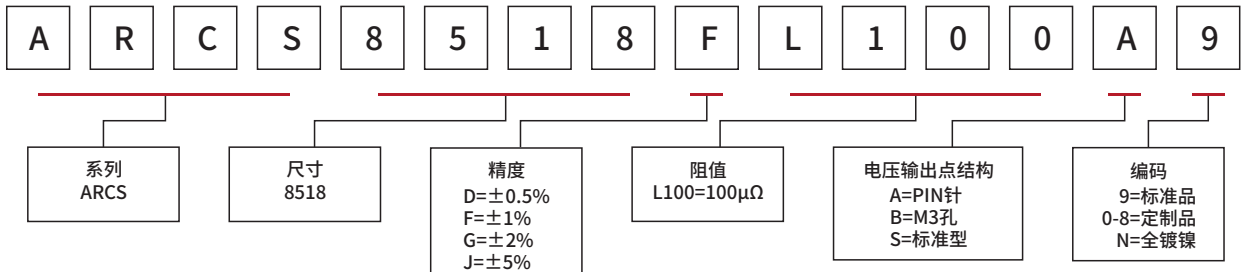 A R C S 8 5 1 8 F L 1 0 0 A 9
系列
ARCS
尺寸
8518
精度
D=±0.5%
F=±1%
G=±2%
J=±5%
阻值
L100=100μΩ
电压输出点结构
A=PIN针
B=M3孔
S=标准型
编码
9=标准品
0-8=定制品
N=全镀镍